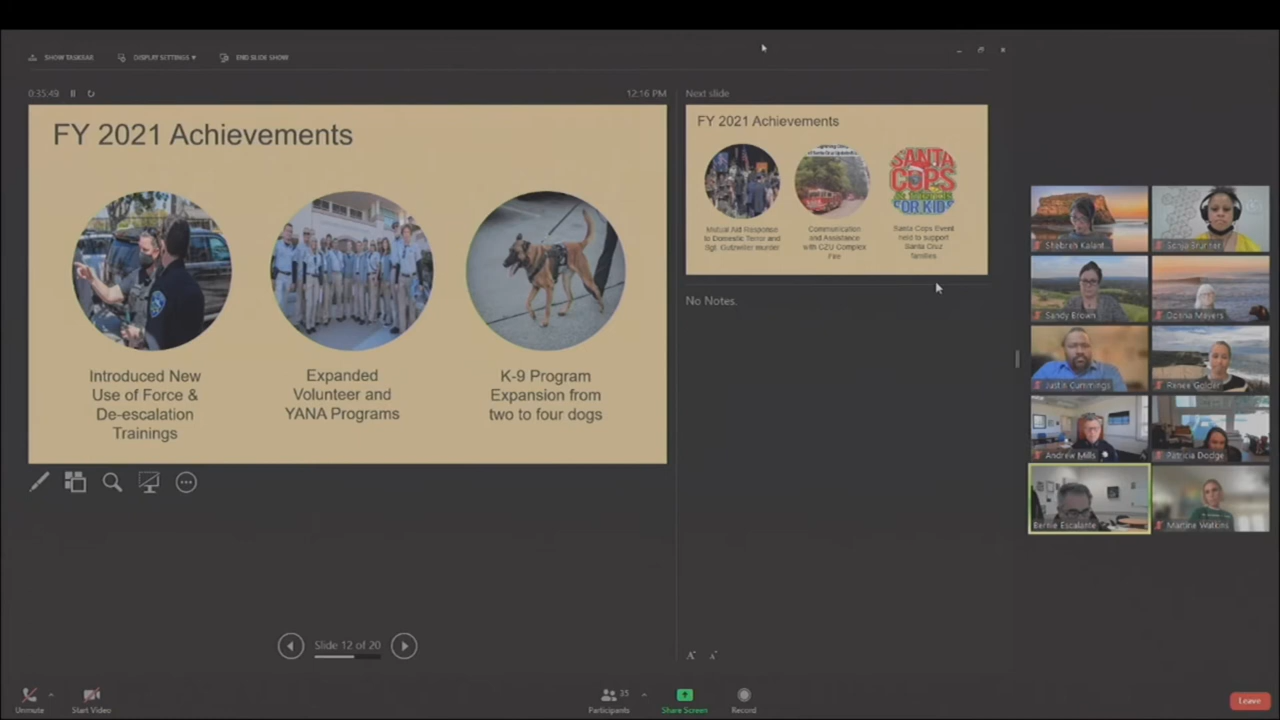 SHOW TASKBAR
DISPLAY SETTINGS ▾
END SLIDE SHOW
0:35:49
12:16 PM
FY 2021 Achievements
Introduced New
Use of Force &
De-escalation
Trainings
Expanded
Volunteer and
YANA Programs
K-9 Program
Expansion from
two to four dogs
Slide 12 of 20
Next slide
FY 2021 Achievements
SANTA
COPS
FOR KIDS
Mutual Aid Response
to Domestic Terror and
Sgt. Gutzwiller murder
Communication
and Assistance
with CZU Complex
Fire
Santa Cops Event
held to support
Santa Cruz
families
No Notes.
Shebreh Kalant...
Sonja Brunner
Sandy Brown
Donna Meyers
Justin Cummings
Renee Golder
Andrew Mills
Patricia Dodge
Bernie Escalante
Martine Watkins
Unmute
Start Video
35
Participants
Share Screen
Record
Leave